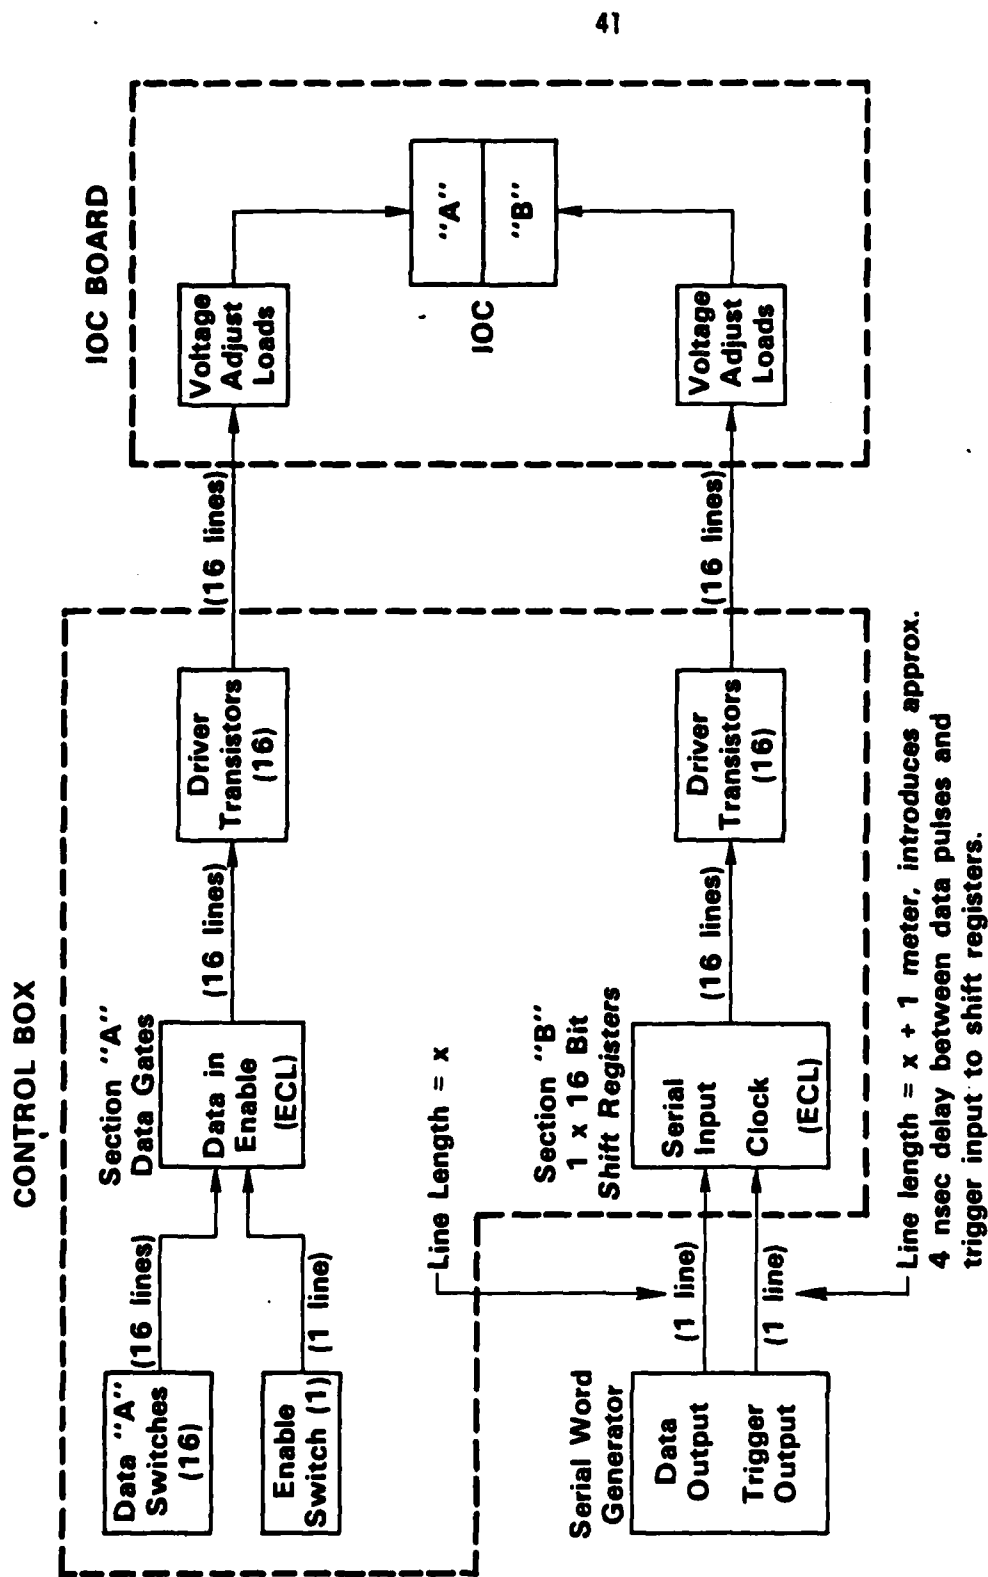 41
CONTROL BOX
IOC BOARD
Data "A"
Switches
(16)
(16 lines)
Enable
Switch (1)
(1 line)
Section "A"
Data Gates
Data in
Enable
(ECL)
(16 lines)
Driver
Transistors
(16)
(16 lines)
Voltage
Adjust
Loads
"A"
"B"
IOC
Line Length = x
Serial Word
Generator
Data
Output
Trigger
Output
(1 line)
(1 line)
Section "B"
1 x 16 Bit
Shift Registers
Serial
Input
Clock
(ECL)
(16 lines)
Driver
Transistors
(16)
(16 lines)
Voltage
Adjust
Loads
Line length = x + 1 meter, introduces approx.
4 nsec delay between data pulses and
trigger input to shift registers.